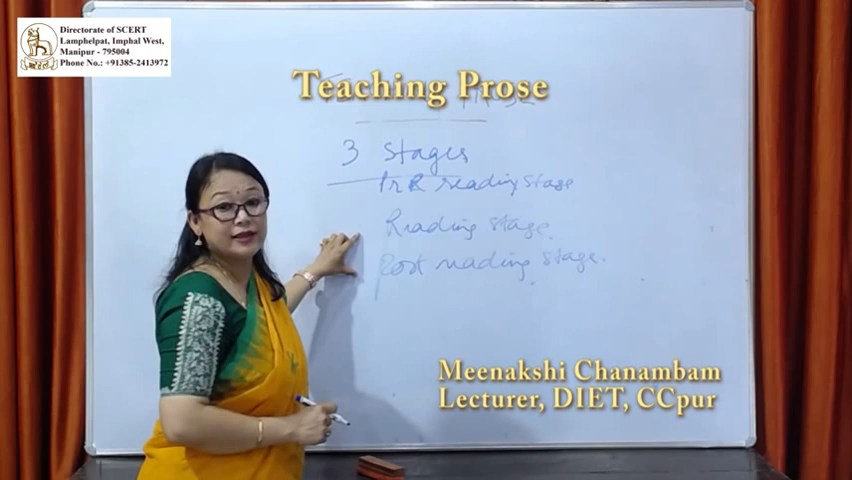 Directorate of SCERT
Lamphelpat, Imphal West,
Manipur - 795004
Phone No.: +91385-2413972
Teaching Prose
3 Stages
Pre reading stage
Reading stage.
Post reading stage.
Meenakshi Chanambam
Lecturer, DIET, CCpur